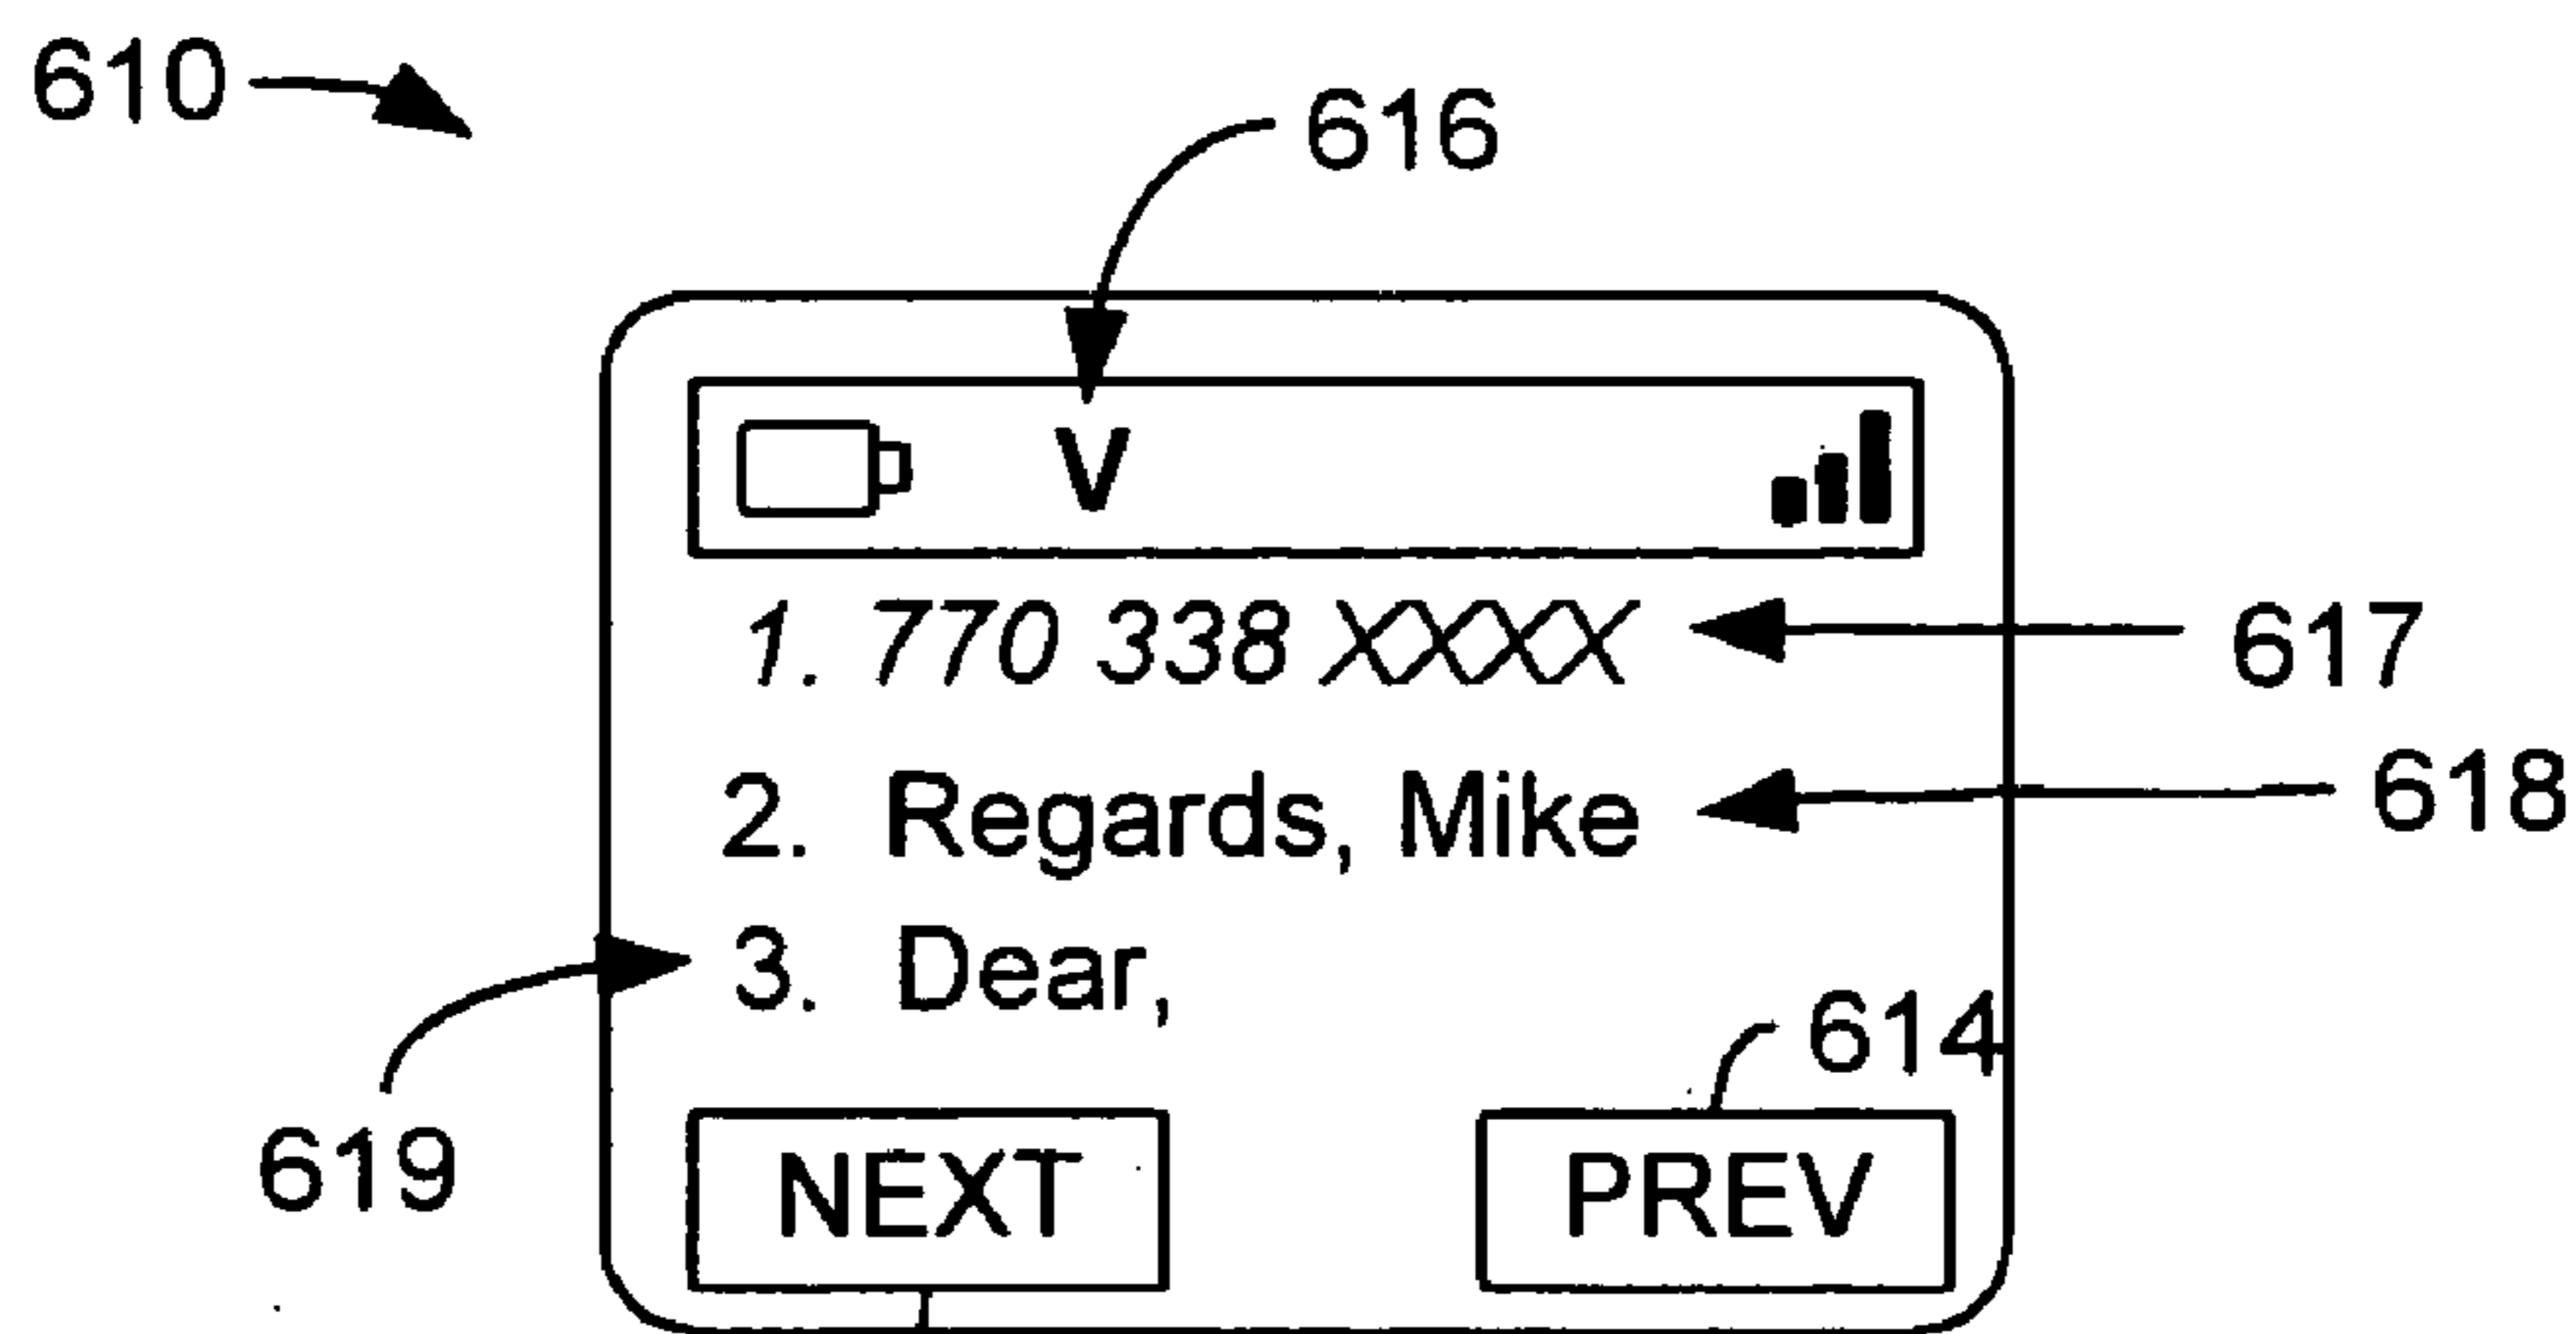 610
616
V
1. 770 338 XXXX
617
2. Regards, Mike
618
3. Dear,
614
619
NEXT
PREV